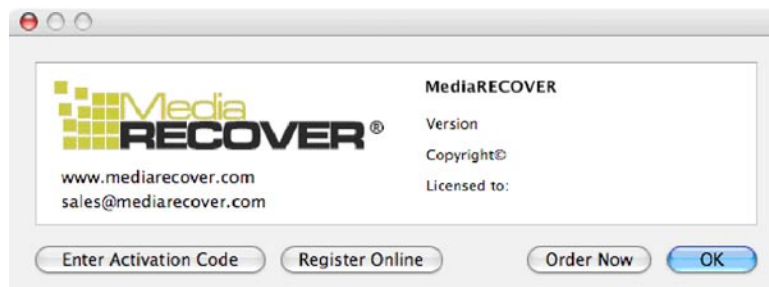 Media
RECOVER®
www.mediarecover.com
sales@mediarecover.com
MediaRECOVER
Version
Copyright©
Licensed to:
Enter Activation Code
Register Online
Order Now
OK